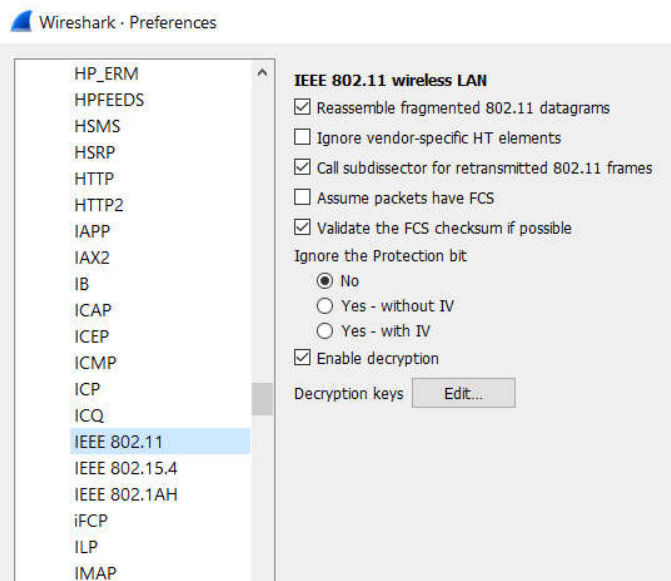 Wireshark · Preferences
HP_ERM
HPFEEDS
HSMS
HSRP
HTTP
HTTP2
IAPP
IAX2
IB
ICAP
ICEP
ICMP
ICP
ICQ
IEEE 802.11
IEEE 802.15.4
IEEE 802.1AH
iFCP
ILP
IMAP
IEEE 802.11 wireless LAN
Reassemble fragmented 802.11 datagrams
Ignore vendor-specific HT elements
Call subdissector for retransmitted 802.11 frames
Assume packets have FCS
Validate the FCS checksum if possible
Ignore the Protection bit
No
Yes - without IV
Yes - with IV
Enable decryption
Decryption keys Edit...